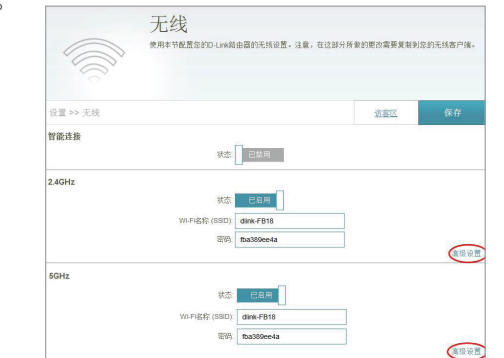 无线
使用本节配置您的D-Link路由器的无线设置。注意，在这部分所做的更改需要复制到您的无线客户端。
设置 >> 无线
访客区
保存
智能连接
状态:
已禁用
2.4GHz
状态:
已启用
Wi-Fi名称 (SSID):
dlink-FB18
密码:
fba389ee4a
高级设置
5GHz
状态:
已启用
Wi-Fi名称 (SSID):
dlink-FB18
密码:
fba389ee4a
高级设置